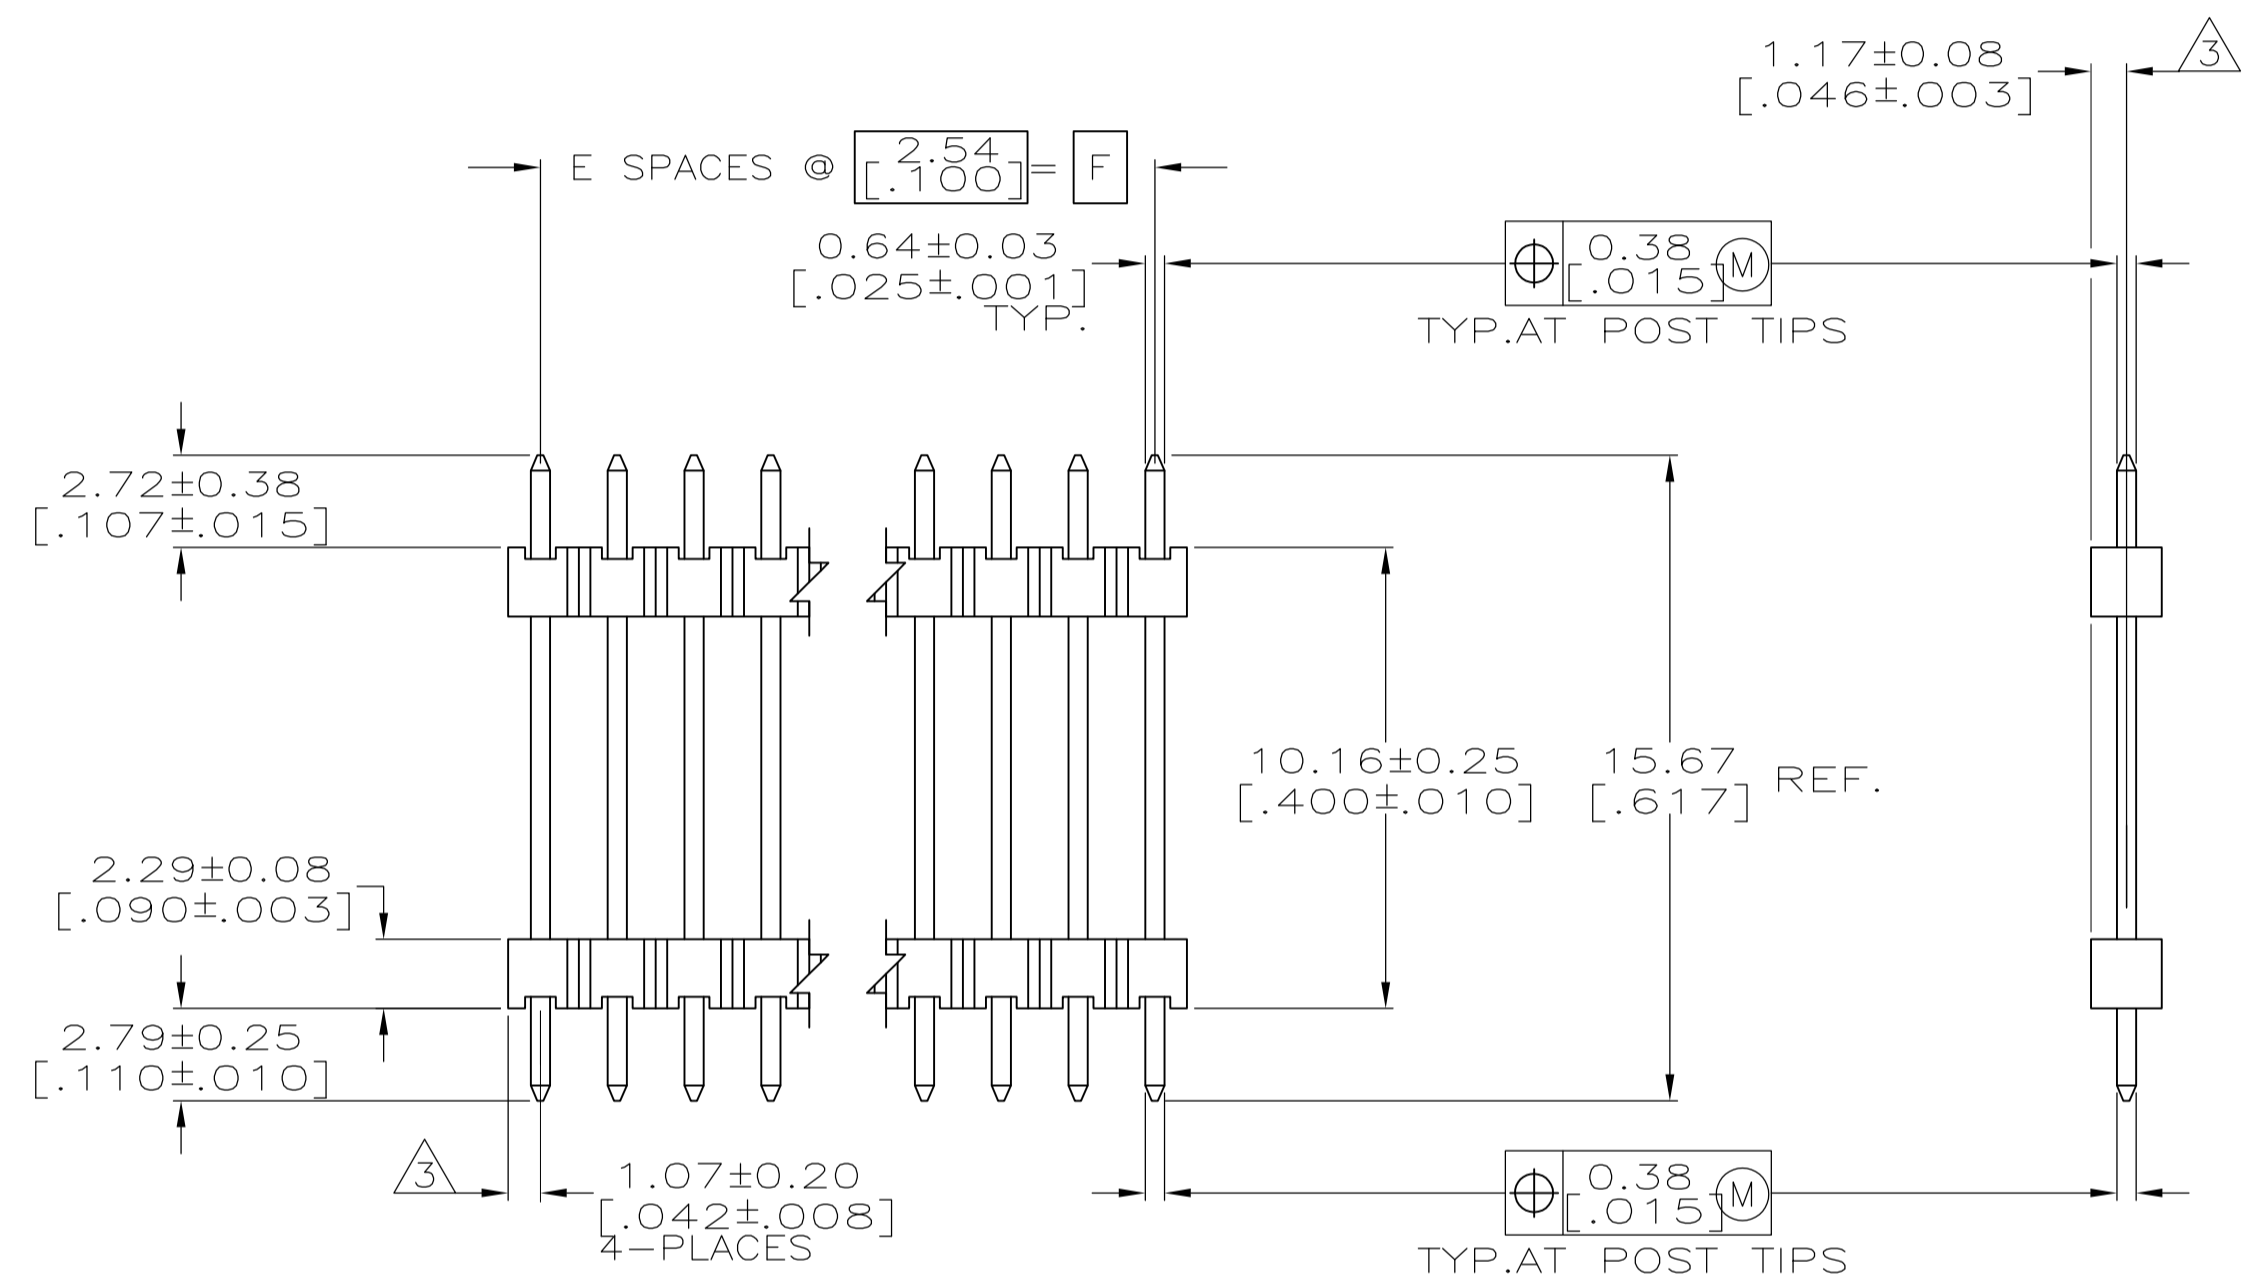 1.17±0.08
[.046±.003]
3
E SPACES @ 2.54 = F
[.100]
0.64±0.03
[.025±.001]
TYP.
0.38 M
[.015]
TYP.AT POST TIPS
2.72±0.38
[.107±.015]
10.16±0.25
[.400±.010]
15.67
[.617] REF.
2.29±0.08
[.090±.003]
2.79±0.25
[.110±.010]
3
1.07±0.20
[.042±.008]
4-PLACES
0.38 M
[.015]
TYP.AT POST TIPS